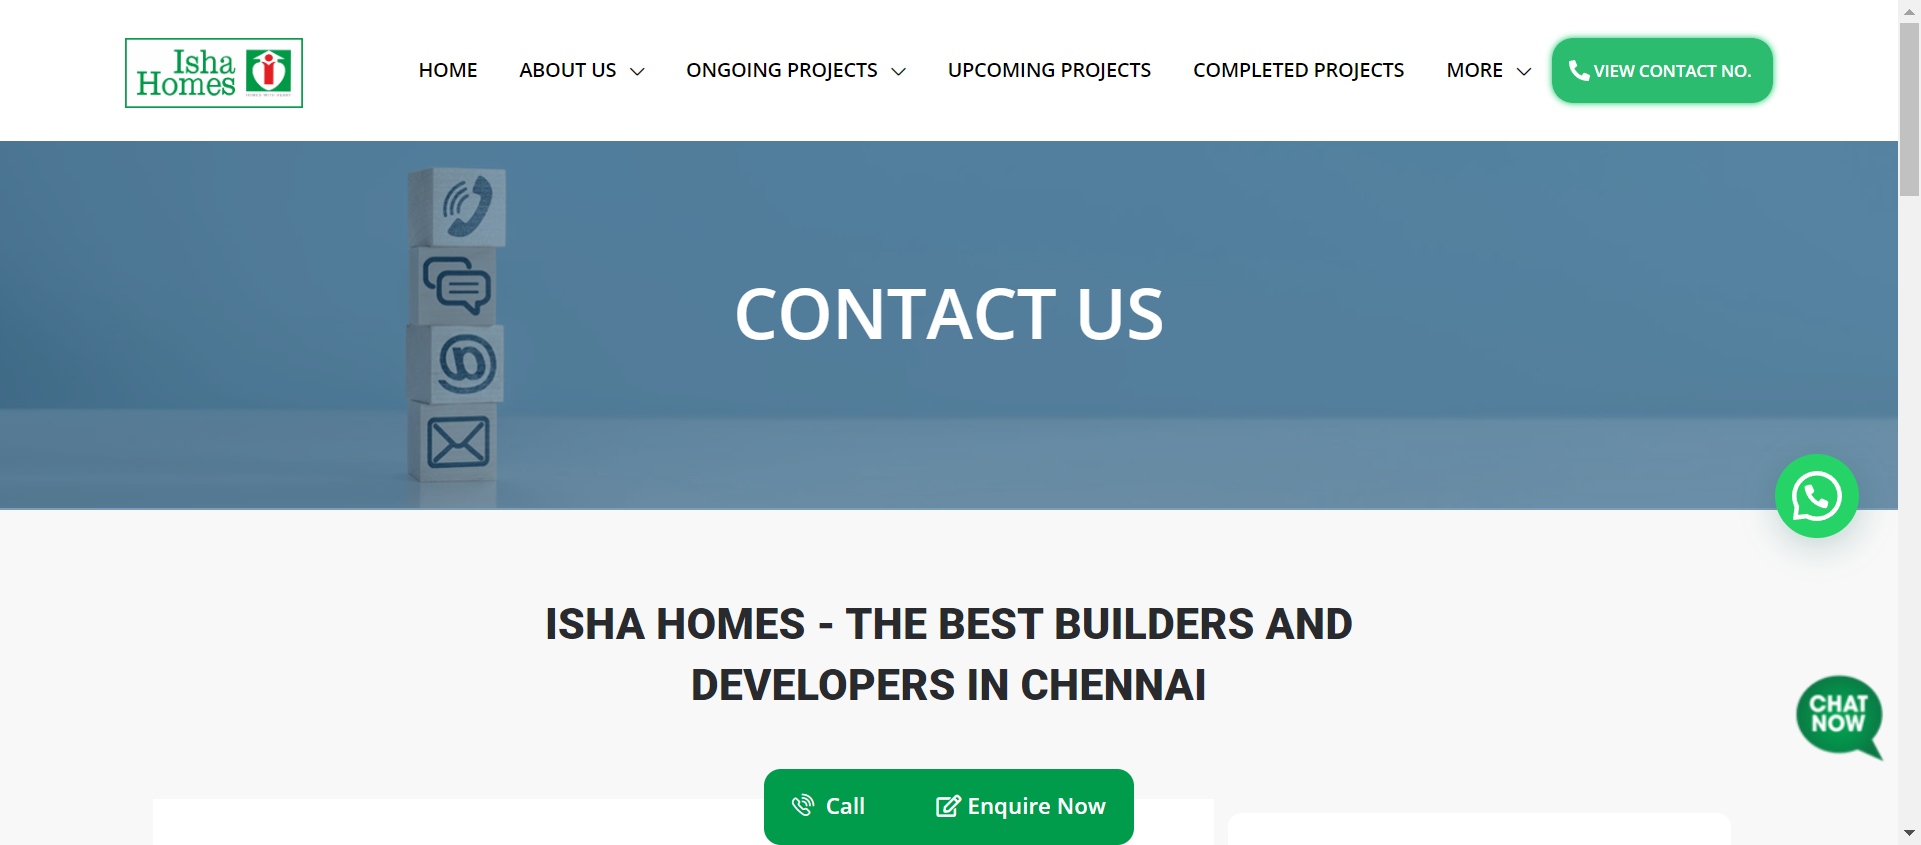 Isha
Homes
HOME
ABOUT US
ONGOING PROJECTS
UPCOMING PROJECTS
COMPLETED PROJECTS
MORE
VIEW CONTACT NO.
CONTACT US
ISHA HOMES - THE BEST BUILDERS AND
DEVELOPERS IN CHENNAI
CHAT
NOW
Call
Enquire Now